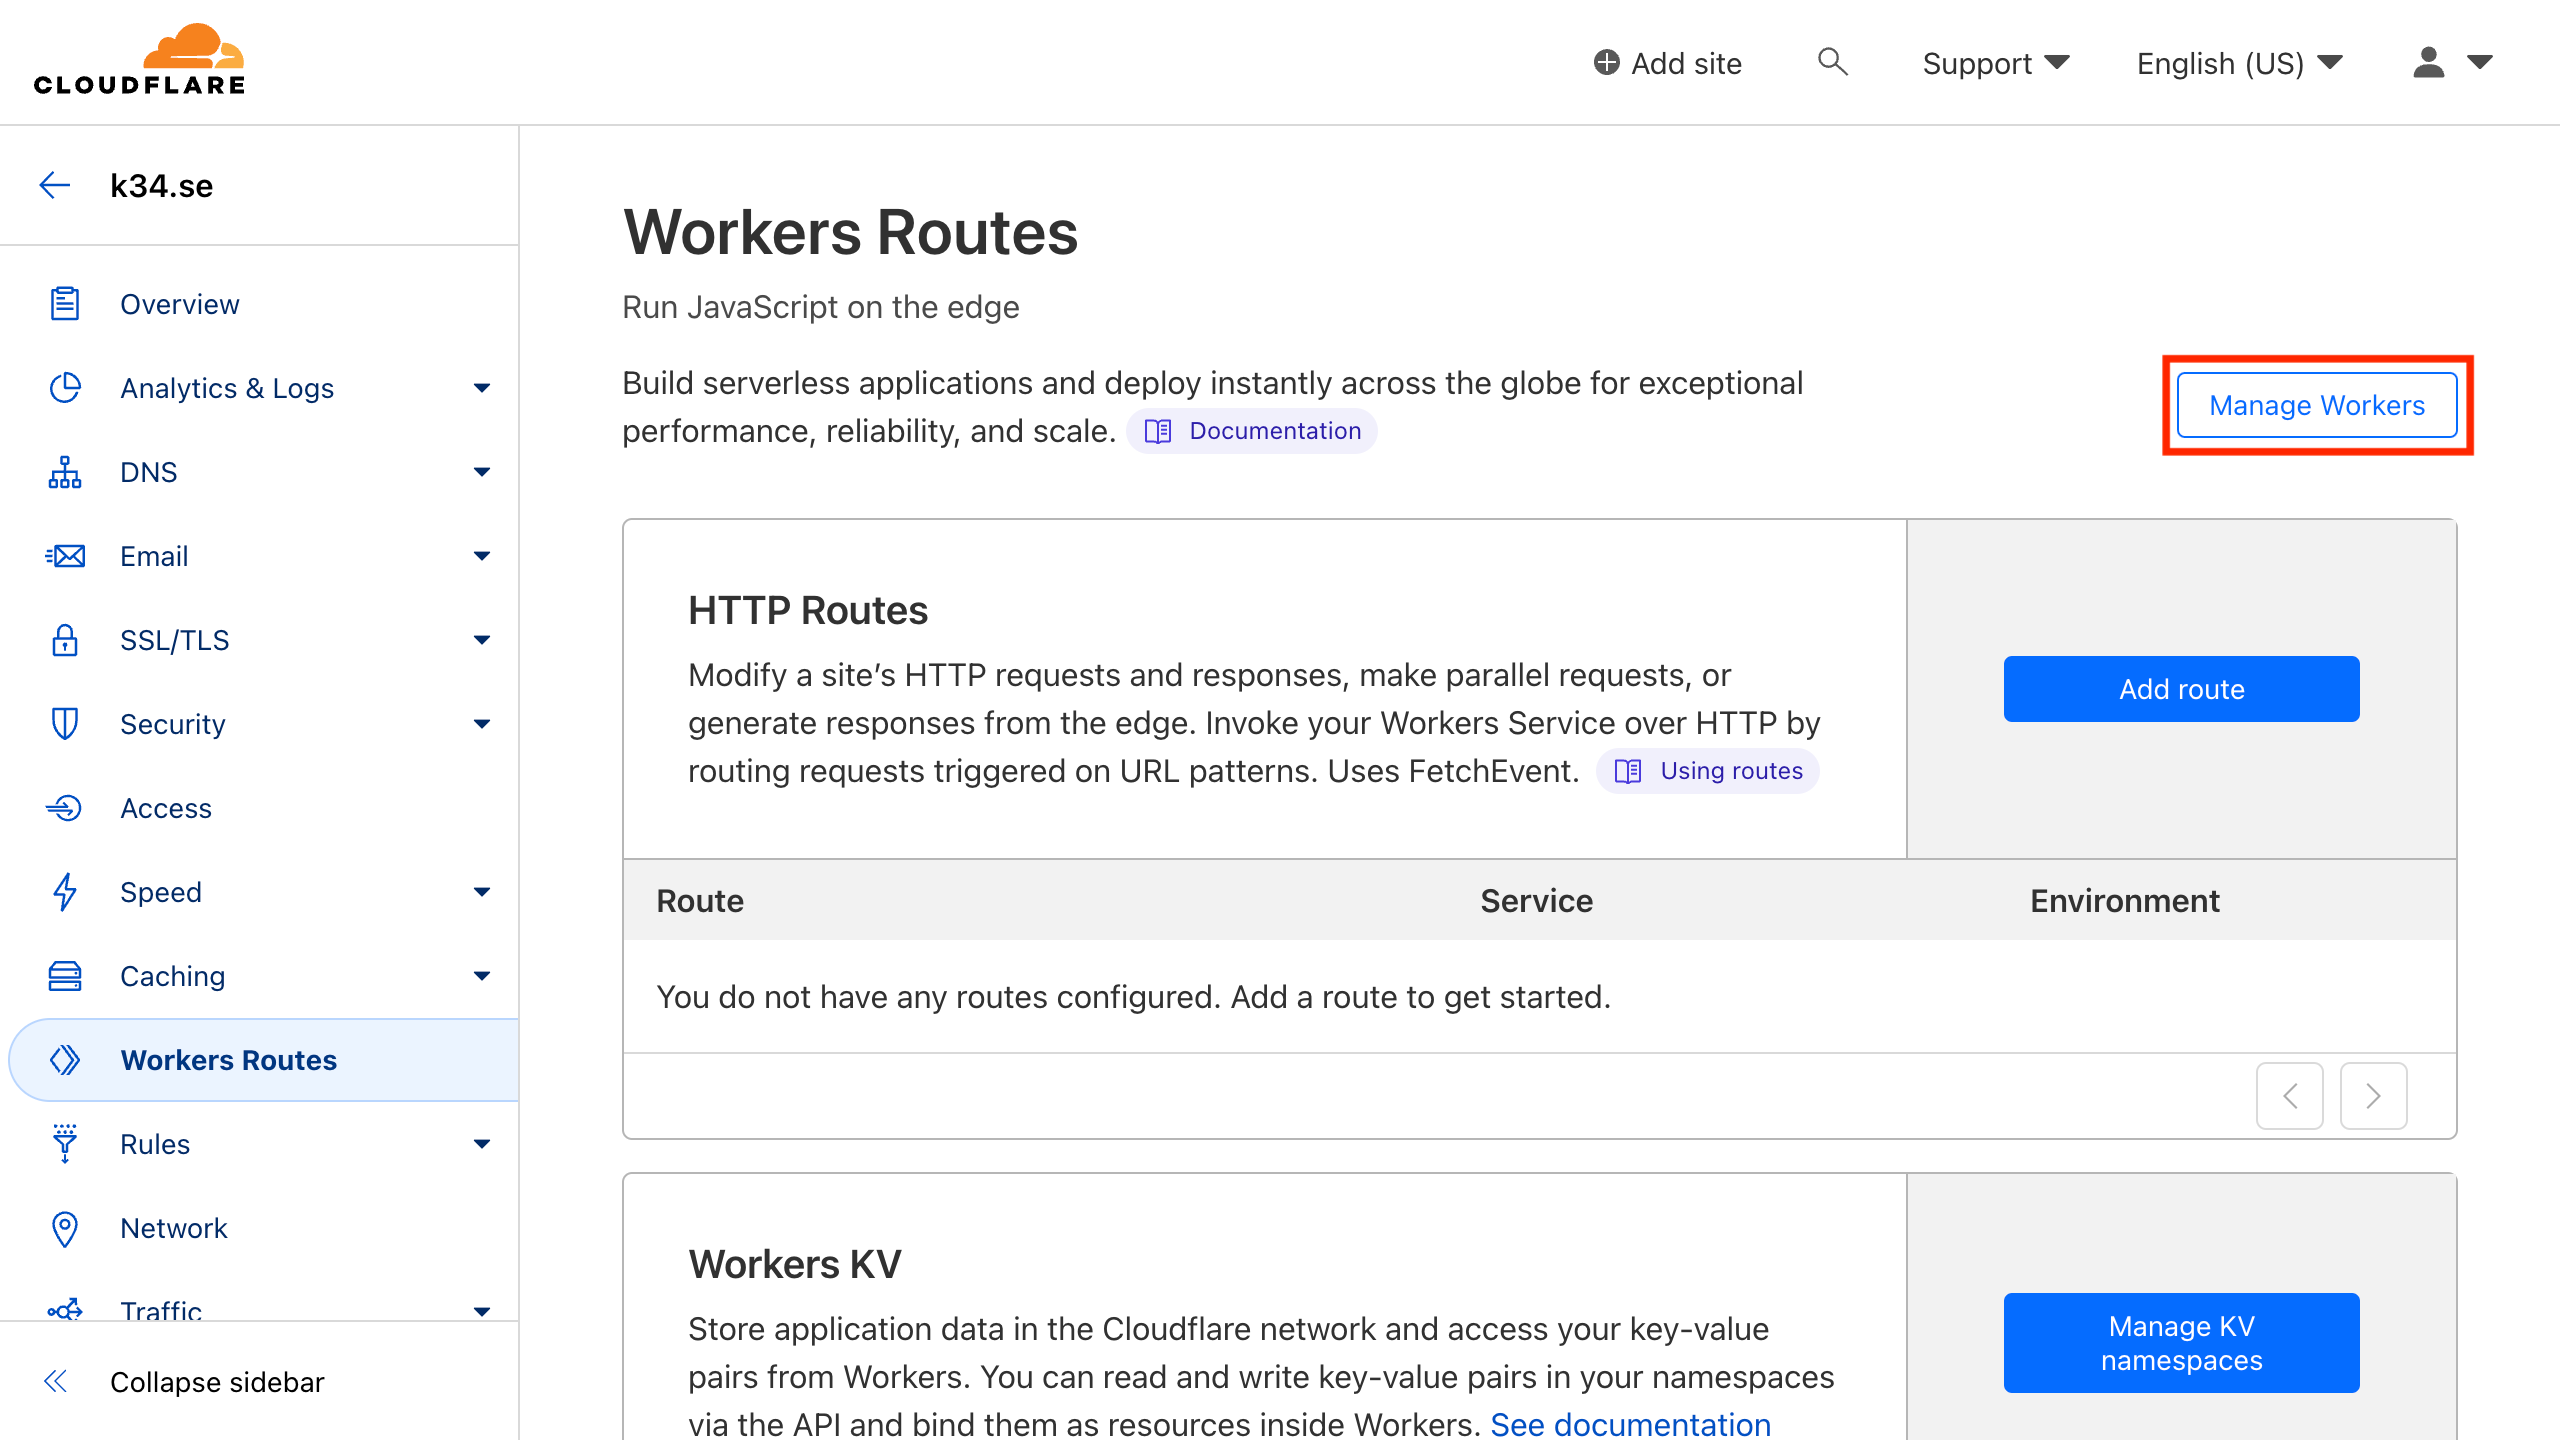 CLOUDFLARE
Add site
Support
English (US)
k34.se
Overview
Analytics & Logs
DNS
Email
SSL/TLS
Security
Access
Speed
Caching
Workers Routes
Rules
Network
Traffic
Collapse sidebar
Workers Routes
Run JavaScript on the edge
Build serverless applications and deploy instantly across the globe for exceptional
performance, reliability, and scale. Documentation
Manage Workers
HTTP Routes
Modify a site’s HTTP requests and responses, make parallel requests, or
generate responses from the edge. Invoke your Workers Service over HTTP by
routing requests triggered on URL patterns. Uses FetchEvent. Using routes
Add route
Route Service Environment
You do not have any routes configured. Add a route to get started.
Workers KV
Store application data in the Cloudflare network and access your key-value
pairs from Workers. You can read and write key-value pairs in your namespaces
via the API and bind them as resources inside Workers. See documentation
Manage KV
namespaces